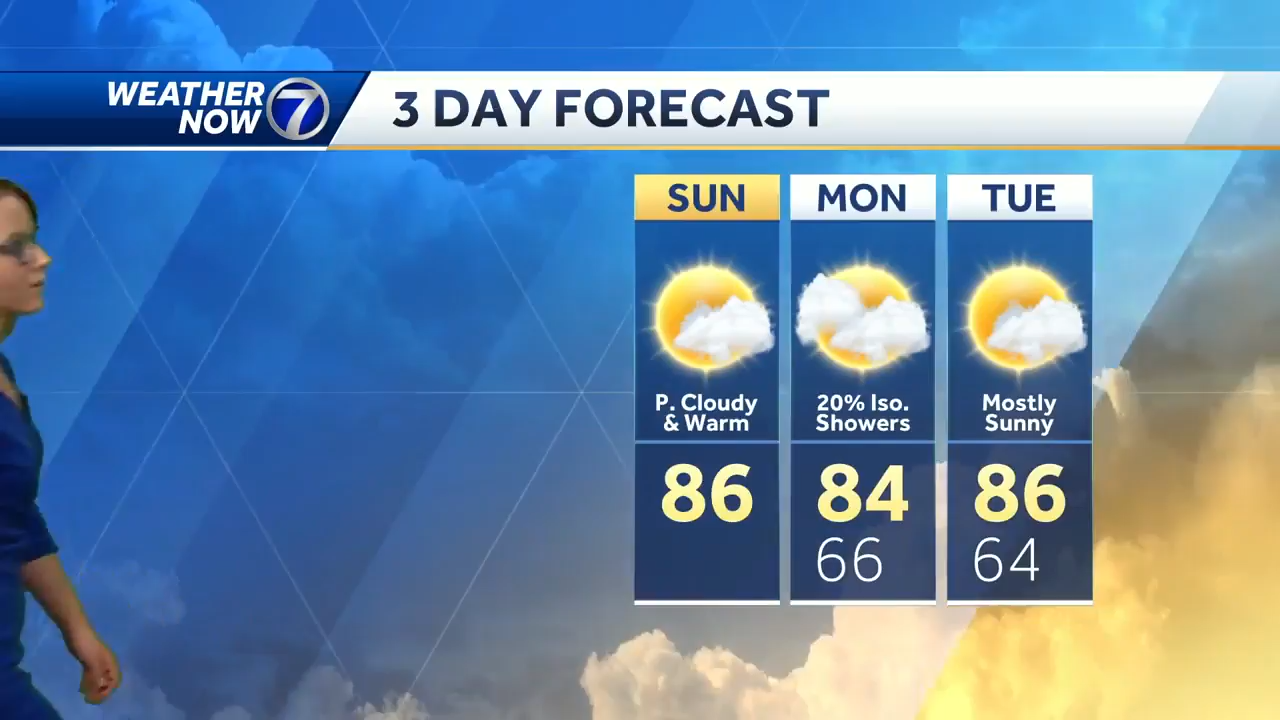 WEATHER
NOW 7
3 DAY FORECAST
SUN
P. Cloudy
& Warm
86
MON
20% Iso.
Showers
84
66
TUE
Mostly
Sunny
86
64